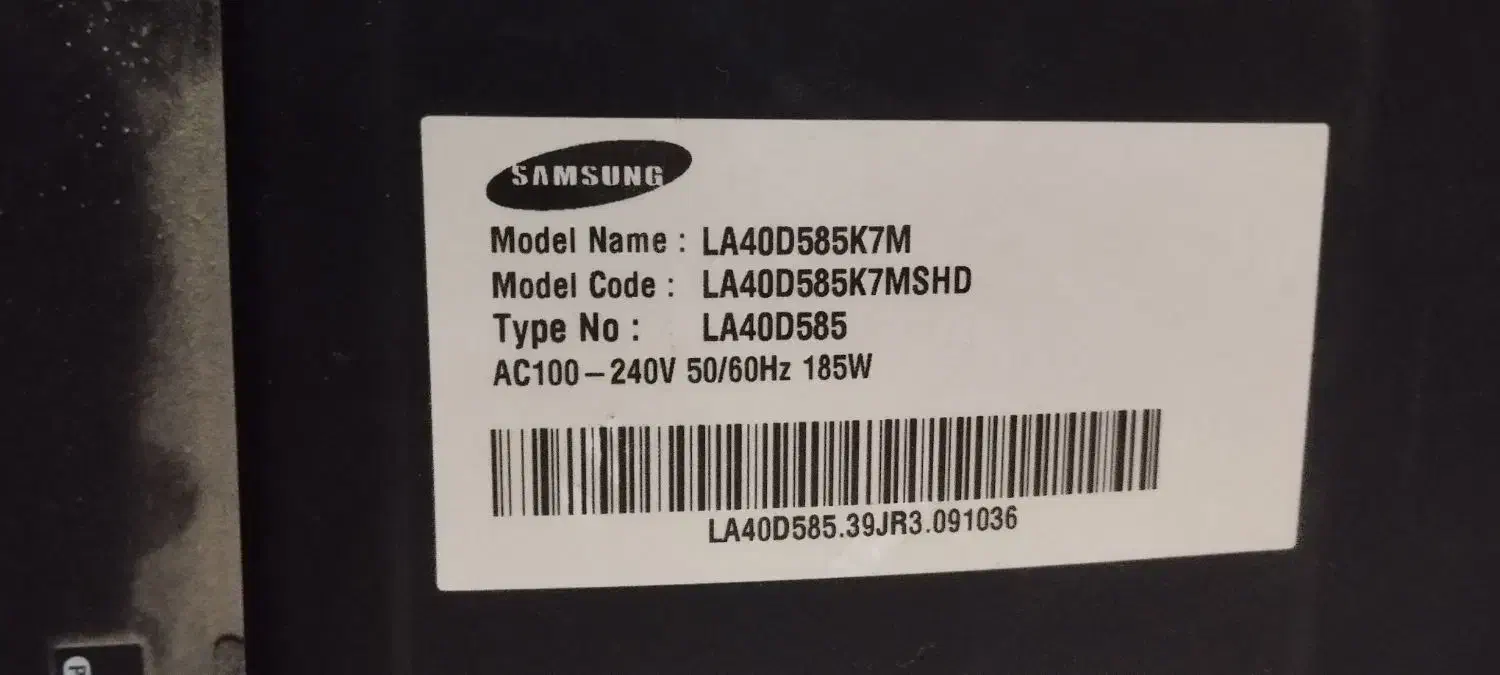 SAMSUNG
Model Name : LA40D585K7M
Model Code : LA40D585K7MSHD
Type No : LA40D585
AC100-240V 50/60Hz 185W
LA40D585.39JR3.091036